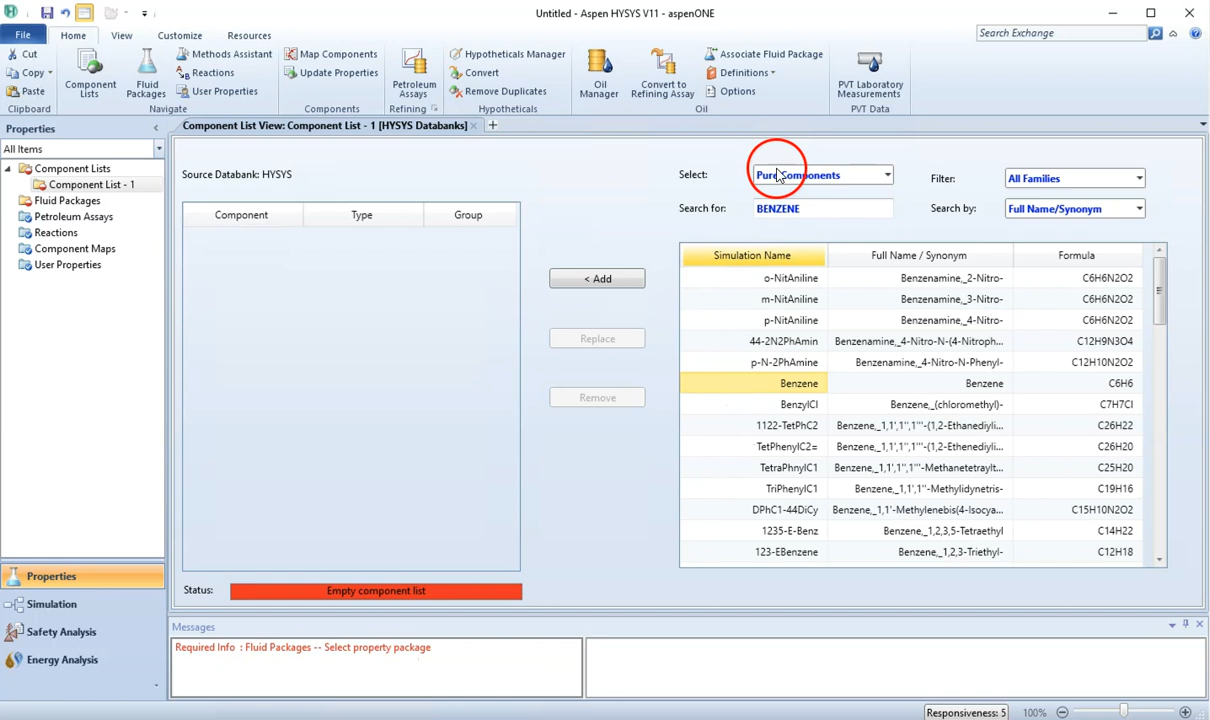 Untitled - Aspen HYSYS V11 - aspenONE
File Home View Customize Resources Search Exchange
Cut Methods Assistant Map Components Hypotheticals Manager Associate Fluid Package
Copy Reactions Update Properties Convert Definitions
Paste Component Lists Fluid Packages User Properties Petroleum Assays Remove Duplicates Oil Manager Convert to Refining Assay Options PVT Laboratory Measurements
Clipboard Navigate Components Refining Hypotheticals Oil PVT Data
Properties
All Items
Component Lists
Component List - 1
Fluid Packages
Petroleum Assays
Reactions
Component Maps
User Properties
Properties
Simulation
Safety Analysis
Energy Analysis
Component List View: Component List - 1 [HYSYS Databanks]
Source Databank: HYSYS
Component Type Group
< Add
Replace
Remove
Select: Pure Components Filter: All Families
Search for: BENZENE Search by: Full Name/Synonym
Simulation Name Full Name / Synonym Formula
o-NitAniline Benzenamine,_2-Nitro- C6H6N2O2
m-NitAniline Benzenamine,_3-Nitro- C6H6N2O2
p-NitAniline Benzenamine,_4-Nitro- C6H6N2O2
44-2N2PhAmin Benzenamine,_4-Nitro-N-(4-Nitroph... C12H9N3O4
p-N-2PhAmine Benzenamine,_4-Nitro-N-Phenyl- C12H10N2O2
Benzene Benzene C6H6
BenzylCl Benzene,_(chloromethyl)- C7H7Cl
1122-TetPhC2 Benzene,_1,1',1'',1'''-(1,2-Ethanediyli... C26H22
TetPhenylC2= Benzene,_1,1',1'',1'''-(1,2-Ethenediyli... C26H20
TetraPhnylC1 Benzene,_1,1',1'',1'''-Methanetetraylt... C25H20
TriPhenylC1 Benzene,_1,1',1''-Methylidynetris- C19H16
DPhC1-44DiCy Benzene,_1,1'-Methylenebis(4-Isocya... C15H10N2O2
1235-E-Benz Benzene,_1,2,3,5-Tetraethyl C14H22
123-EBenzene Benzene,_1,2,3-Triethyl- C12H18
Status: Empty component list
Messages
Required Info : Fluid Packages -- Select property package
Responsiveness: 5 100%